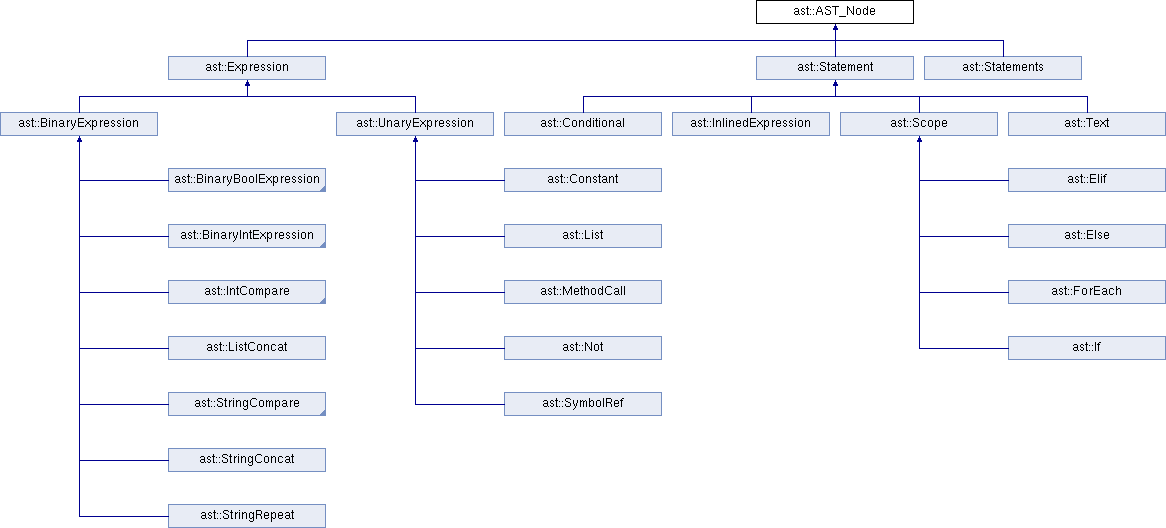 ast::AST_Node
ast::Expression
ast::Statement
ast::Statements
ast::BinaryExpression
ast::UnaryExpression
ast::Conditional
ast::InlinedExpression
ast::Scope
ast::Text
ast::BinaryBoolExpression
ast::Constant
ast::Elif
ast::BinaryIntExpression
ast::List
ast::Else
ast::IntCompare
ast::MethodCall
ast::ForEach
ast::ListConcat
ast::Not
ast::If
ast::StringCompare
ast::SymbolRef
ast::StringConcat
ast::StringRepeat